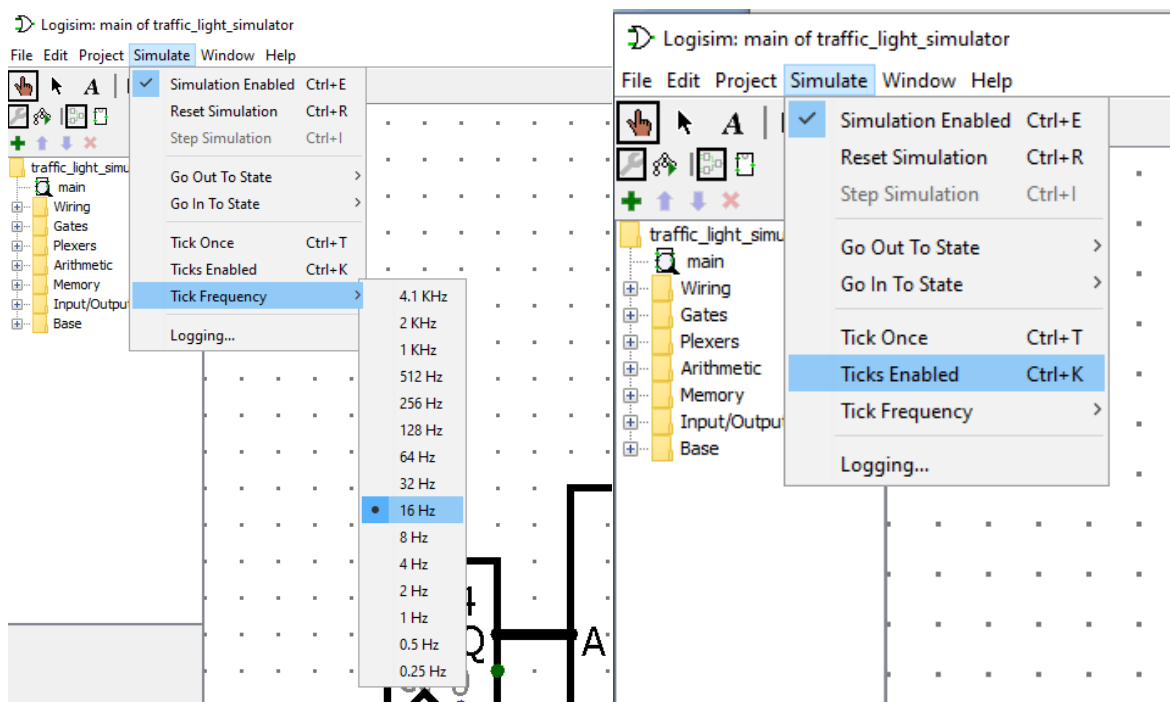 Logisim: main of traffic_light_simulator
File Edit Project Simulate Window Help
A
Simulation Enabled Ctrl+E
Reset Simulation Ctrl+R
Step Simulation Ctrl+I
Go Out To State
Go In To State
Tick Once Ctrl+T
Ticks Enabled Ctrl+K
Tick Frequency
Logging...
traffic_light_simu
main
Wiring
Gates
Plexers
Arithmetic
Memory
Input/Outpu
Base
4.1 KHz
2 KHz
1 KHz
512 Hz
256 Hz
128 Hz
64 Hz
32 Hz
16 Hz
8 Hz
4 Hz
2 Hz
1 Hz
0.5 Hz
0.25 Hz
Q
A
Logisim: main of traffic_light_simulator
File Edit Project Simulate Window Help
A
Simulation Enabled Ctrl+E
Reset Simulation Ctrl+R
Step Simulation Ctrl+I
Go Out To State
Go In To State
Tick Once Ctrl+T
Ticks Enabled Ctrl+K
Tick Frequency
Logging...
traffic_light_simu
main
Wiring
Gates
Plexers
Arithmetic
Memory
Input/Outpu
Base